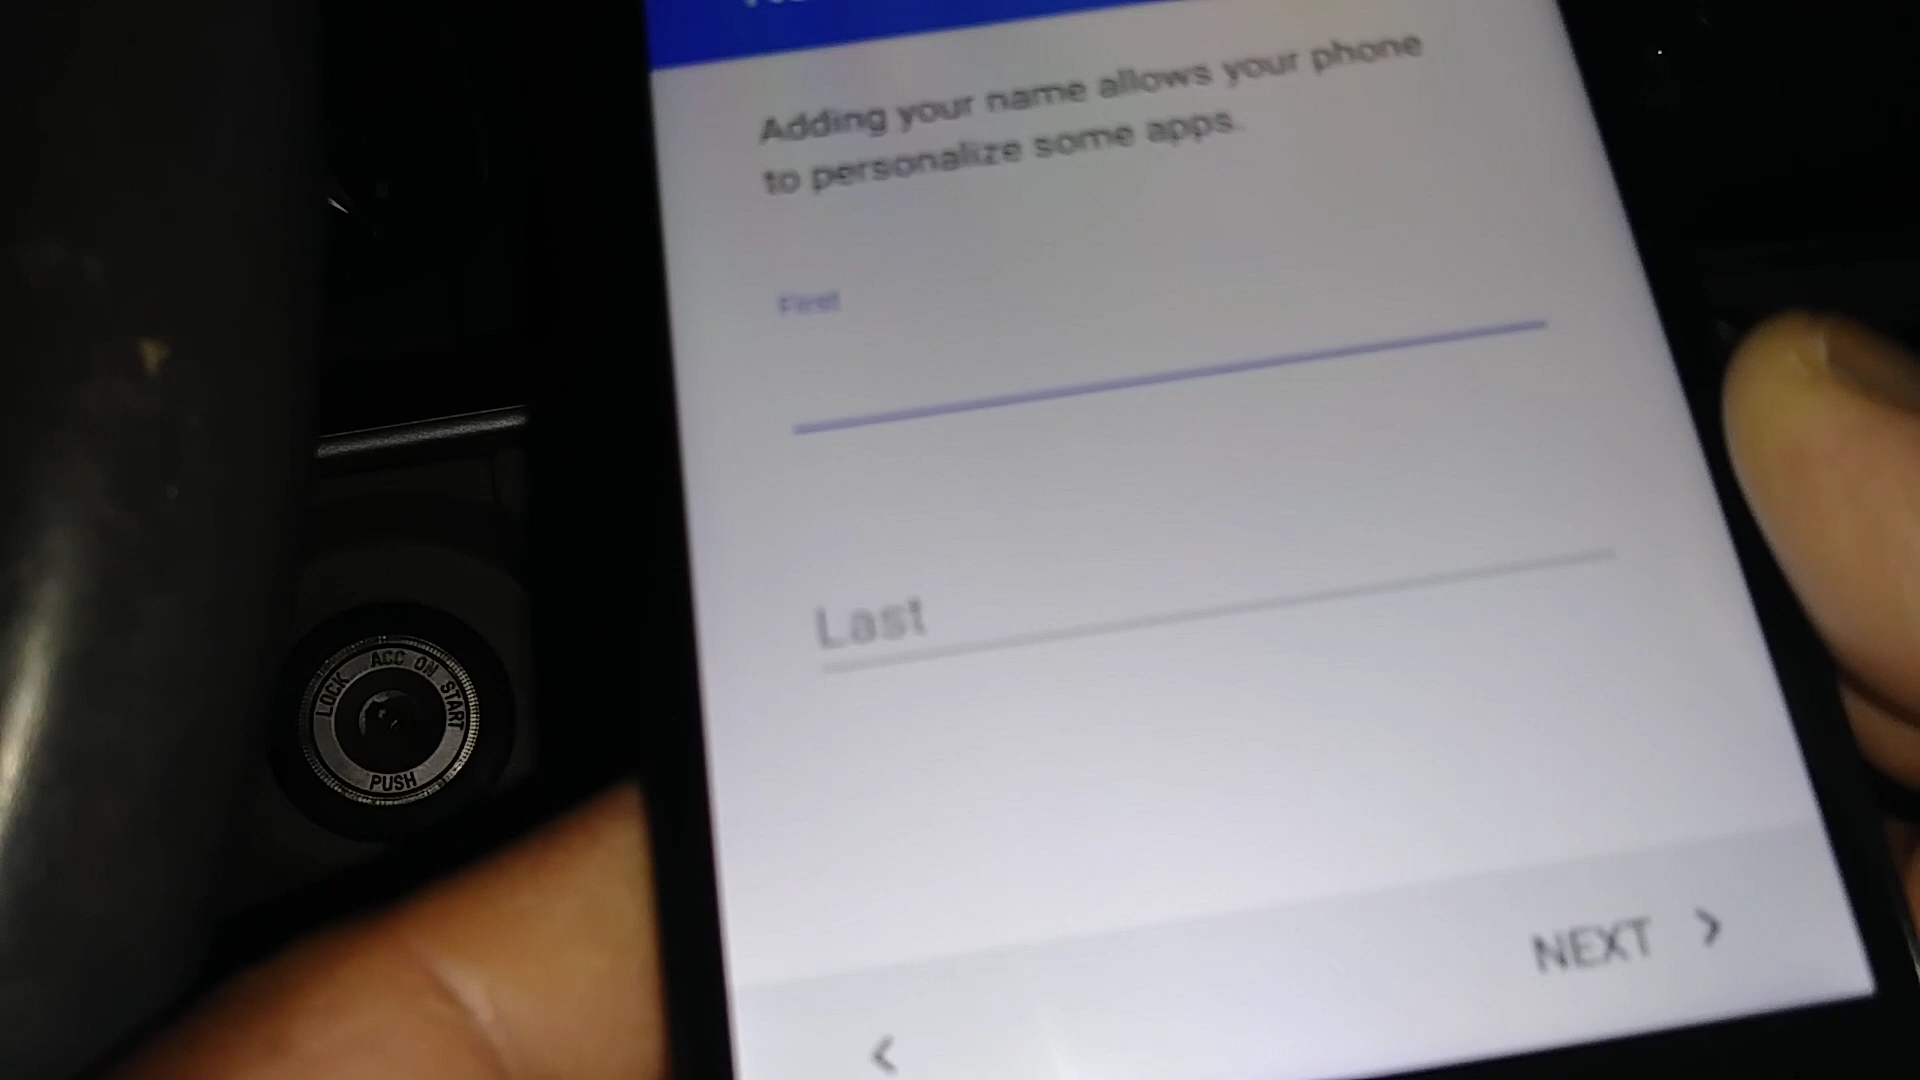 Adding your name allows your phone
to personalize some apps.
First
Last
NEXT
LOCK ACC ON START
PUSH